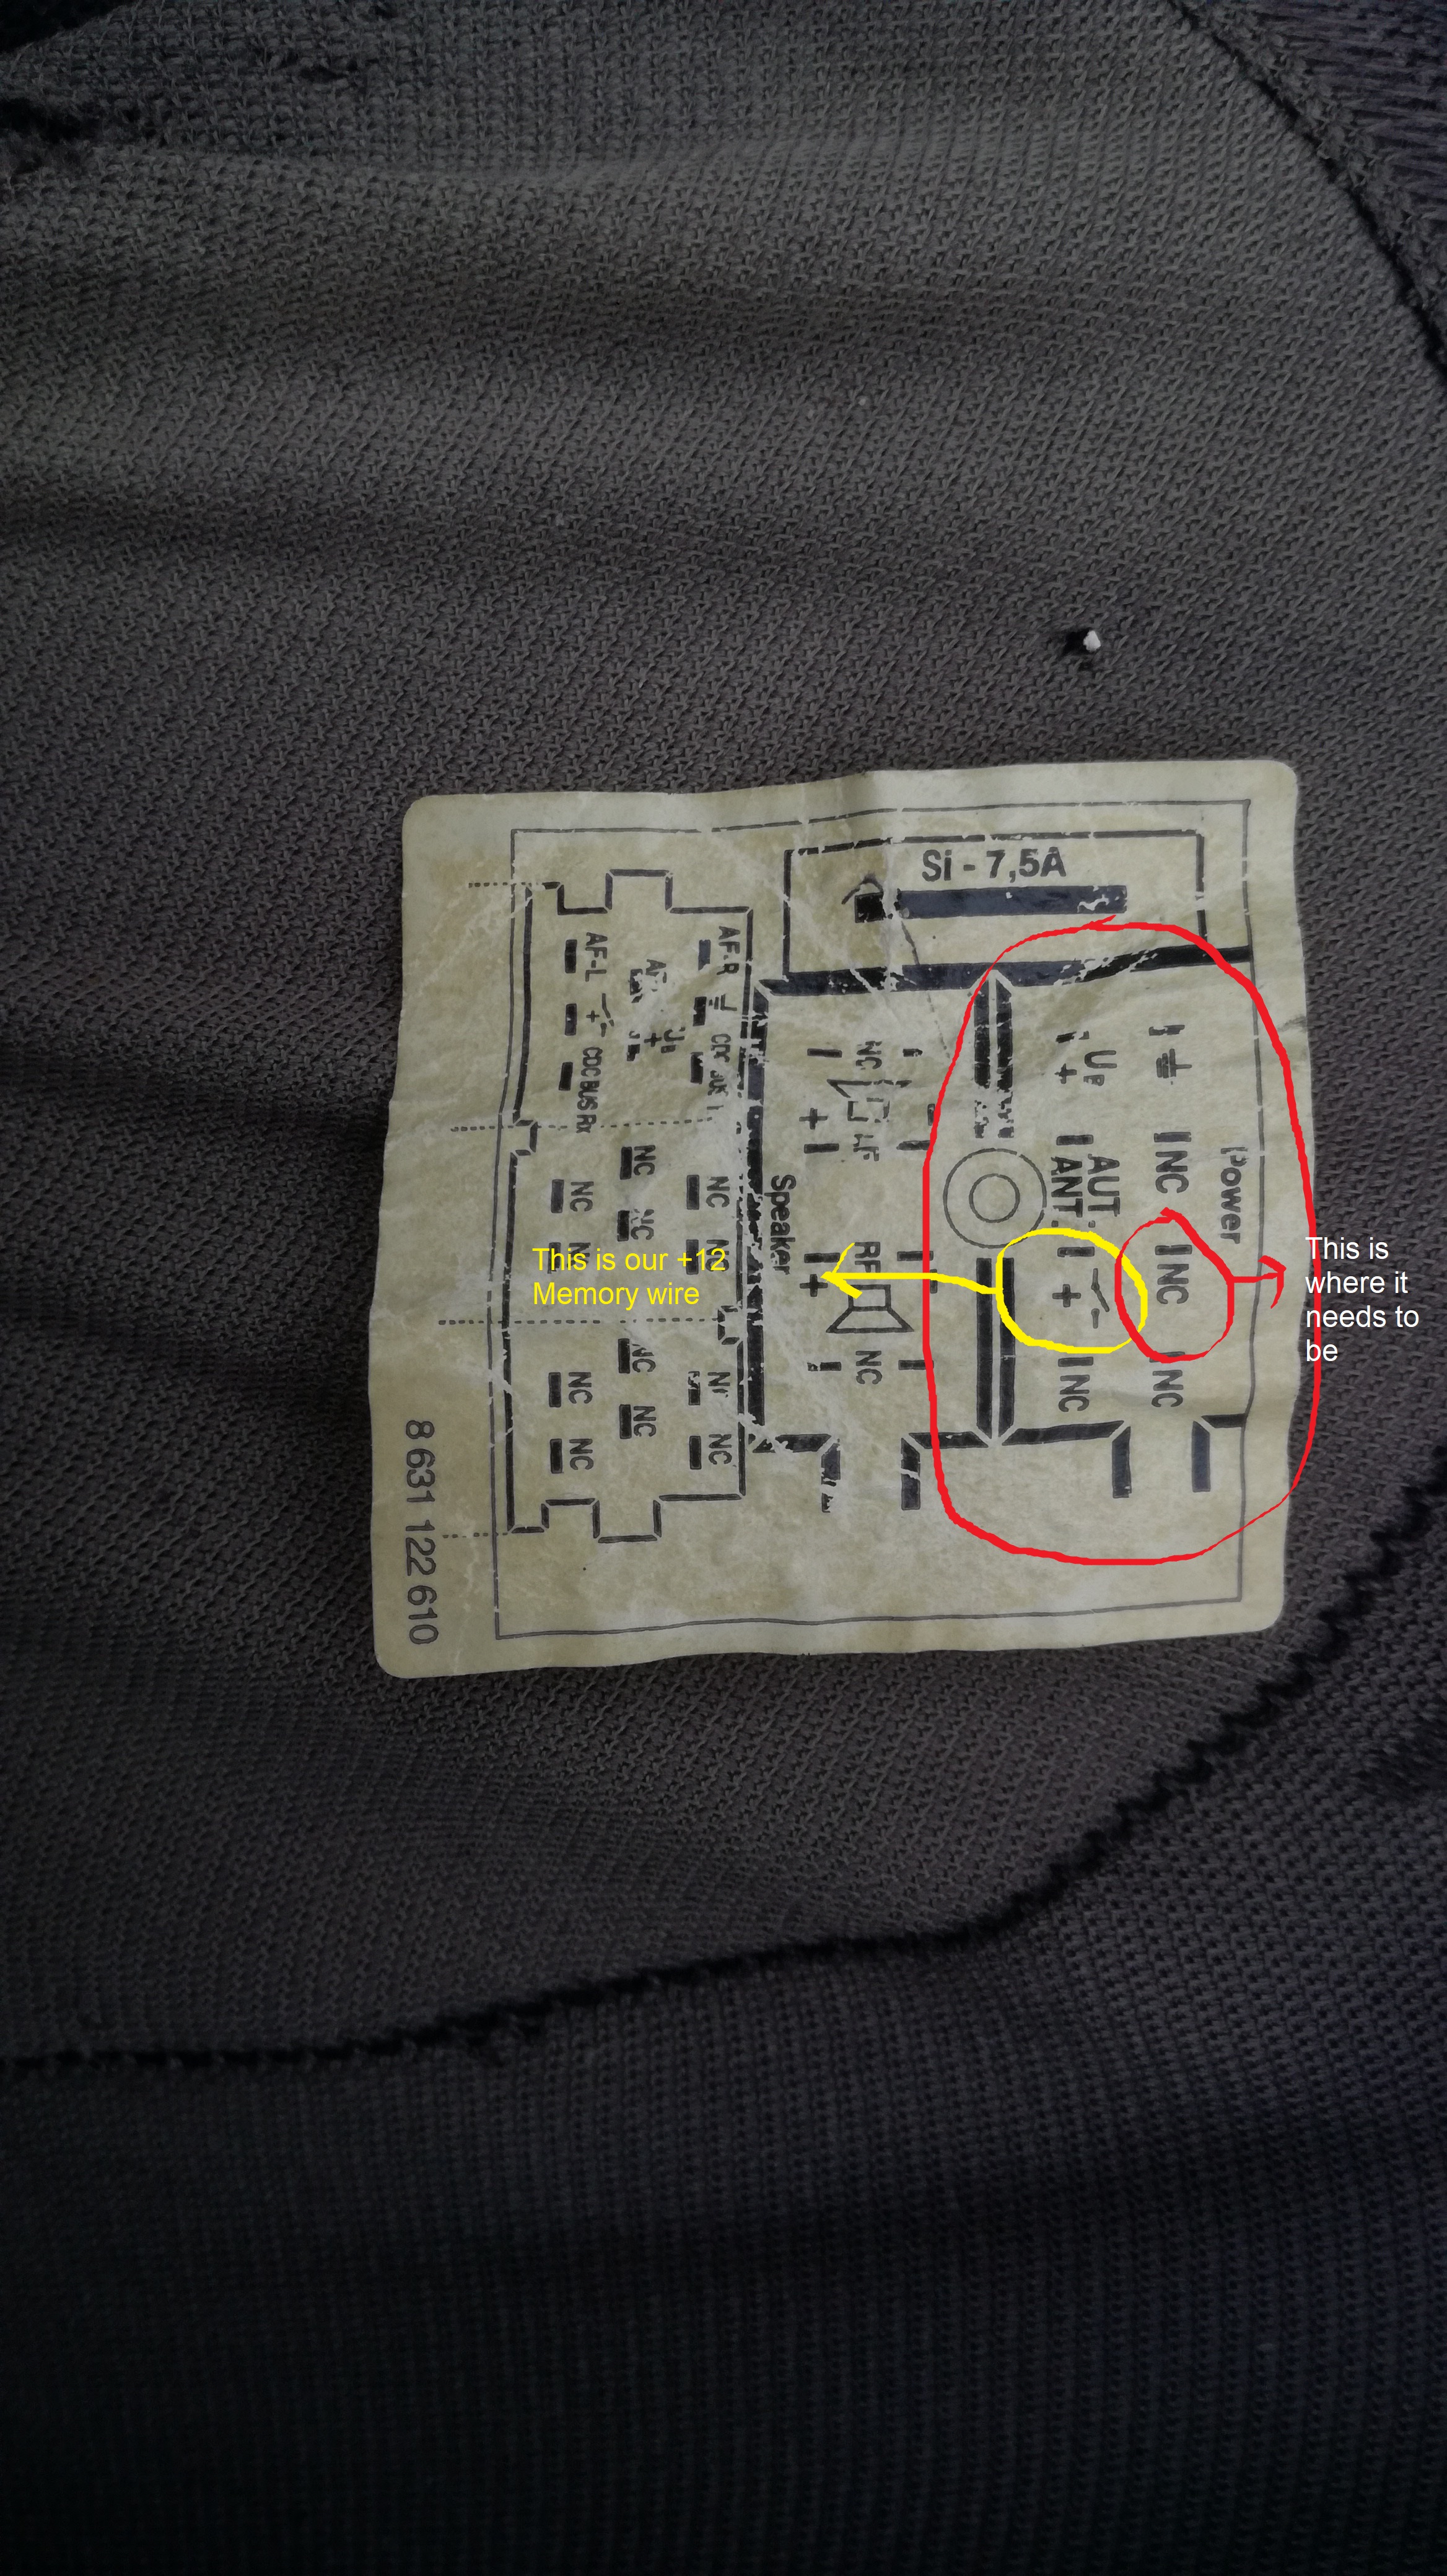 Si - 7,5A
Power
NC
NC
NC
U
+
AUT.
ANT.
+
NC
NC
+
RF
+
NC
Speaker
AF-R
AF-L
+
+
CDC BUS Rx
NC
NC
NC
NC
NC
NC
NC
NC
NC
8 631 122 610
This is our +12
Memory wire
This is
where it
needs to
be